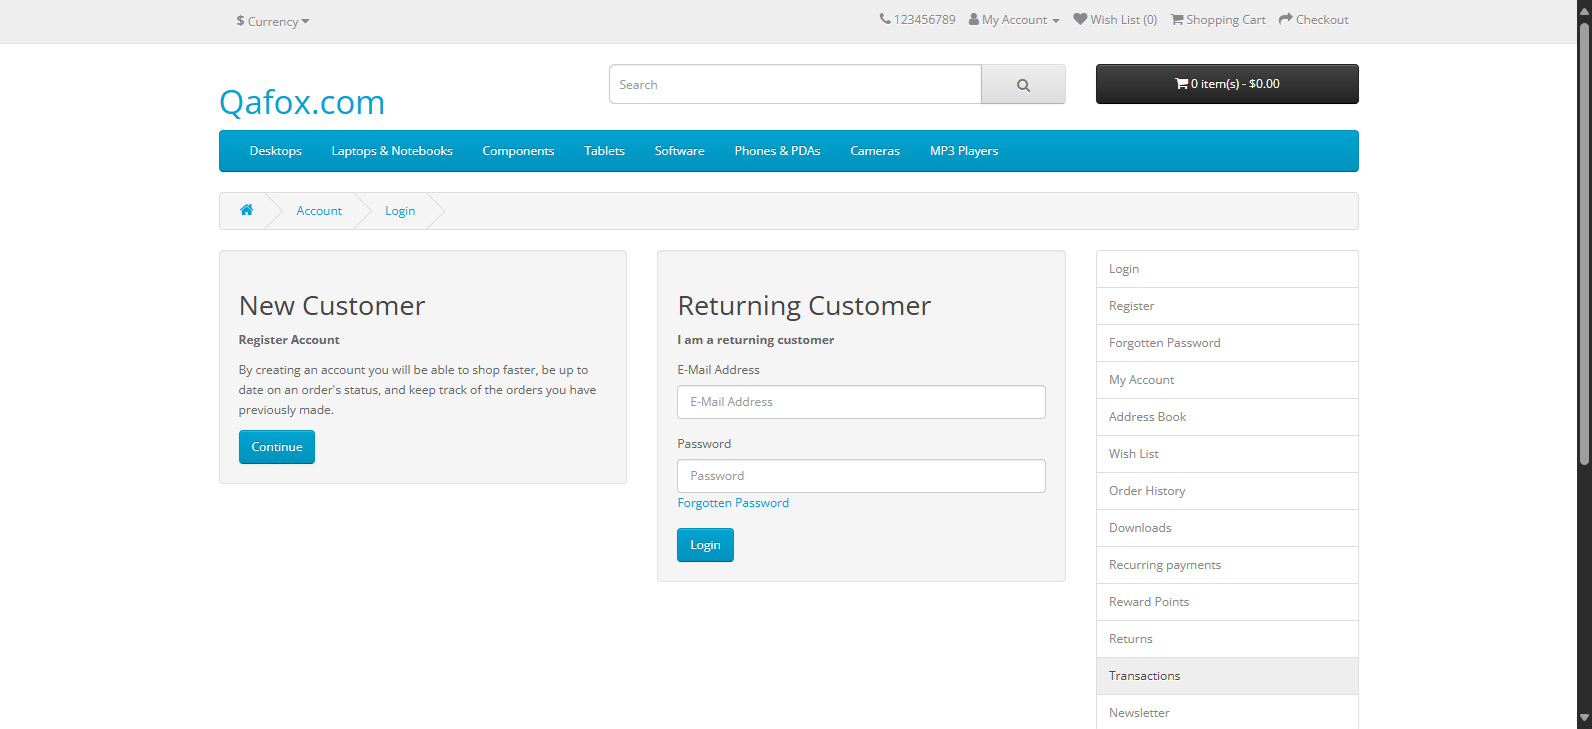 $ Currency
123456789 My Account Wish List (0) Shopping Cart Checkout
Qafox.com
Search
0 item(s) - $0.00
Desktops Laptops & Notebooks Components Tablets Software Phones & PDAs Cameras MP3 Players
Account Login
New Customer
Register Account
By creating an account you will be able to shop faster, be up to
date on an order's status, and keep track of the orders you have
previously made.
Continue
Returning Customer
I am a returning customer
E-Mail Address
E-Mail Address
Password
Password
Forgotten Password
Login
Login
Register
Forgotten Password
My Account
Address Book
Wish List
Order History
Downloads
Recurring payments
Reward Points
Returns
Transactions
Newsletter